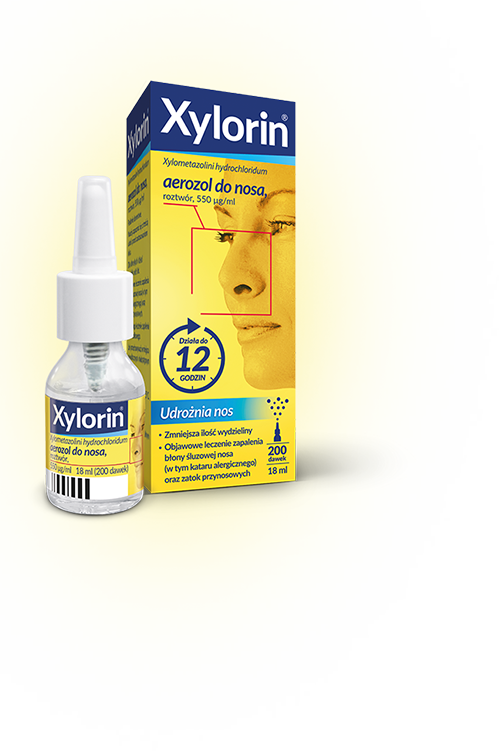 Xylorin®
Xylometazolini hydrochloridum
aerozol do nosa,
roztwór, 550 µg/ml
Działa do
12
GODZIN
Udrożnia nos
• Zmniejsza ilość wydzieliny
• Objawowe leczenie zapalenia
błony śluzowej nosa
(w tym kataru alergicznego)
oraz zatok przynosowych
200
dawek
18 ml
Xylorin
Xylorin®
Xylometazolini hydrochloridum
aerozol do nosa,
roztwór,
550 µg/ml 18 ml (200 dawek)